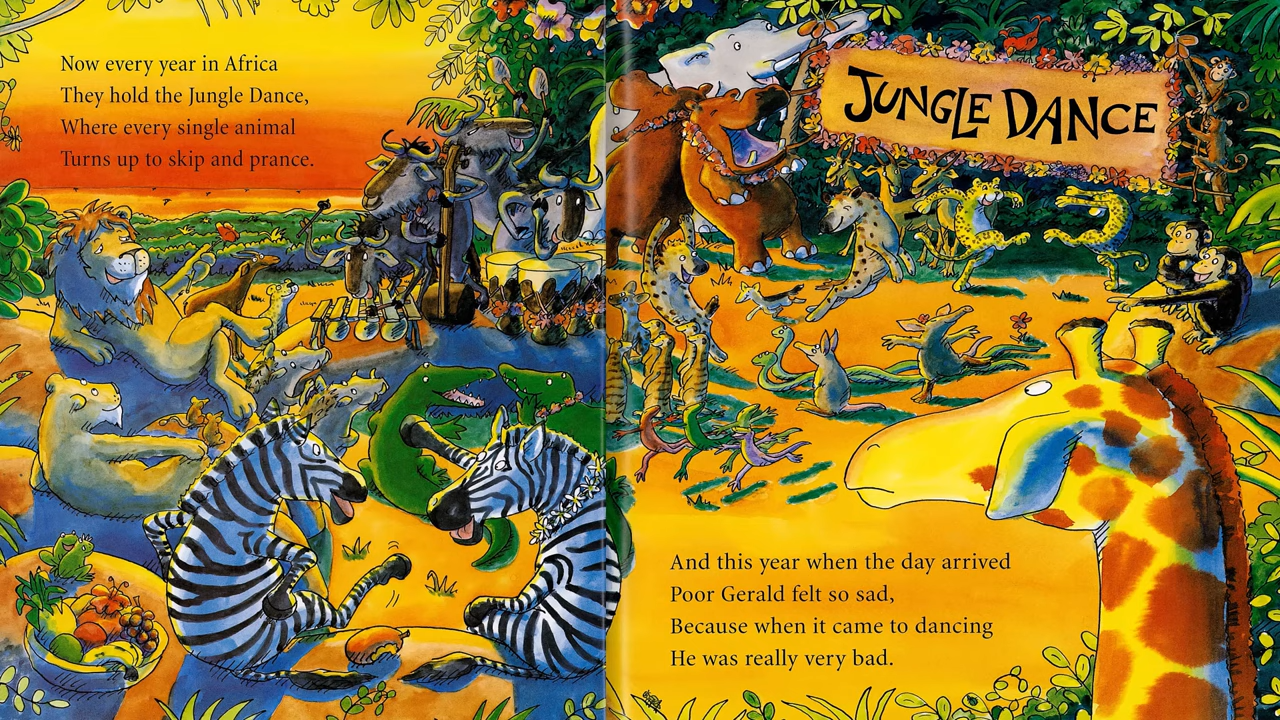 Now every year in Africa
They hold the Jungle Dance,
Where every single animal
Turns up to skip and prance.
JUNGLE DANCE
And this year when the day arrived
Poor Gerald felt so sad,
Because when it came to dancing
He was really very bad.